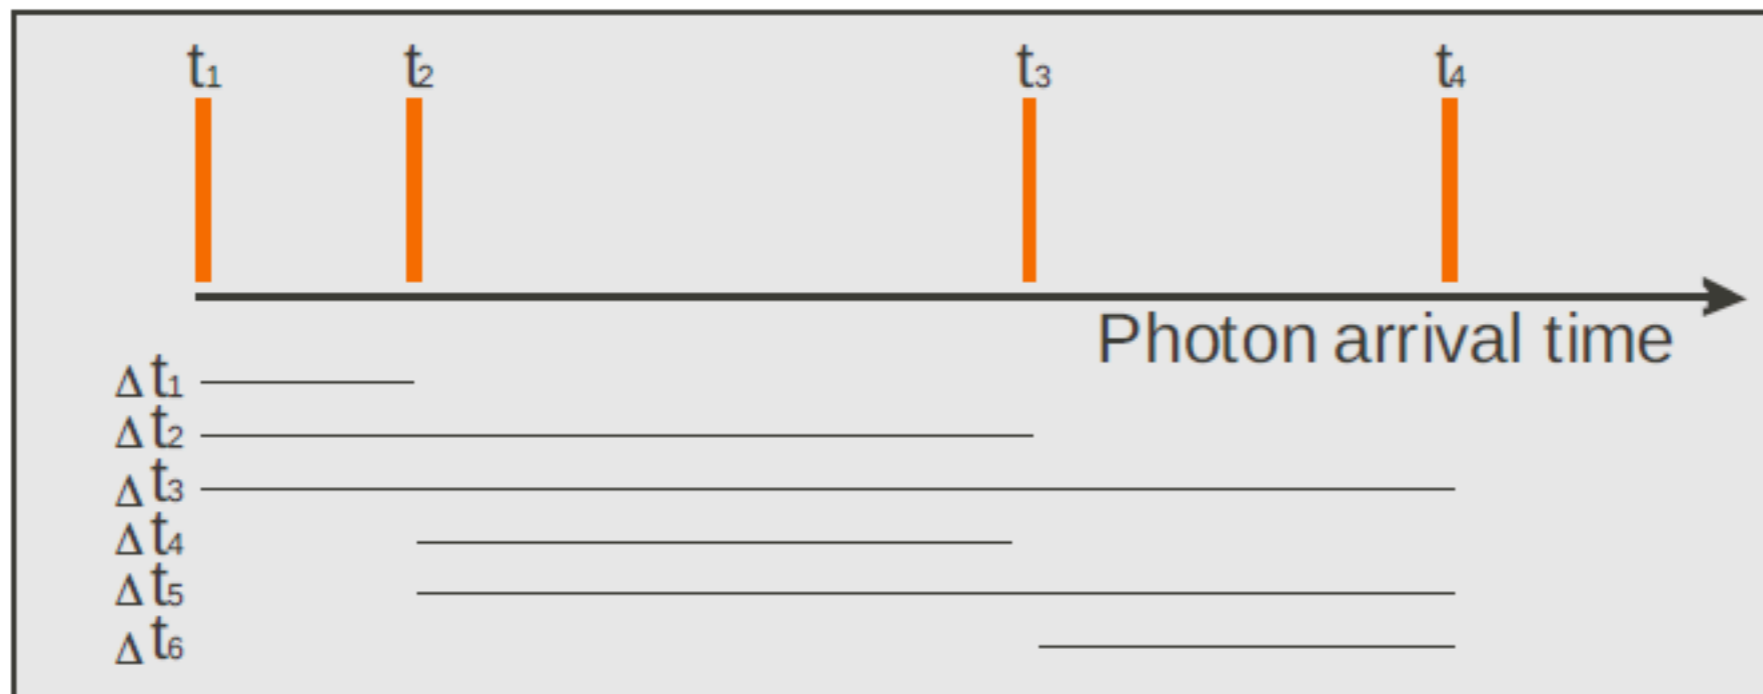 t₁ t₂ t₃ t₄
Photon arrival time
Δt₁
Δt₂
Δt₃
Δt₄
Δt₅
Δt₆